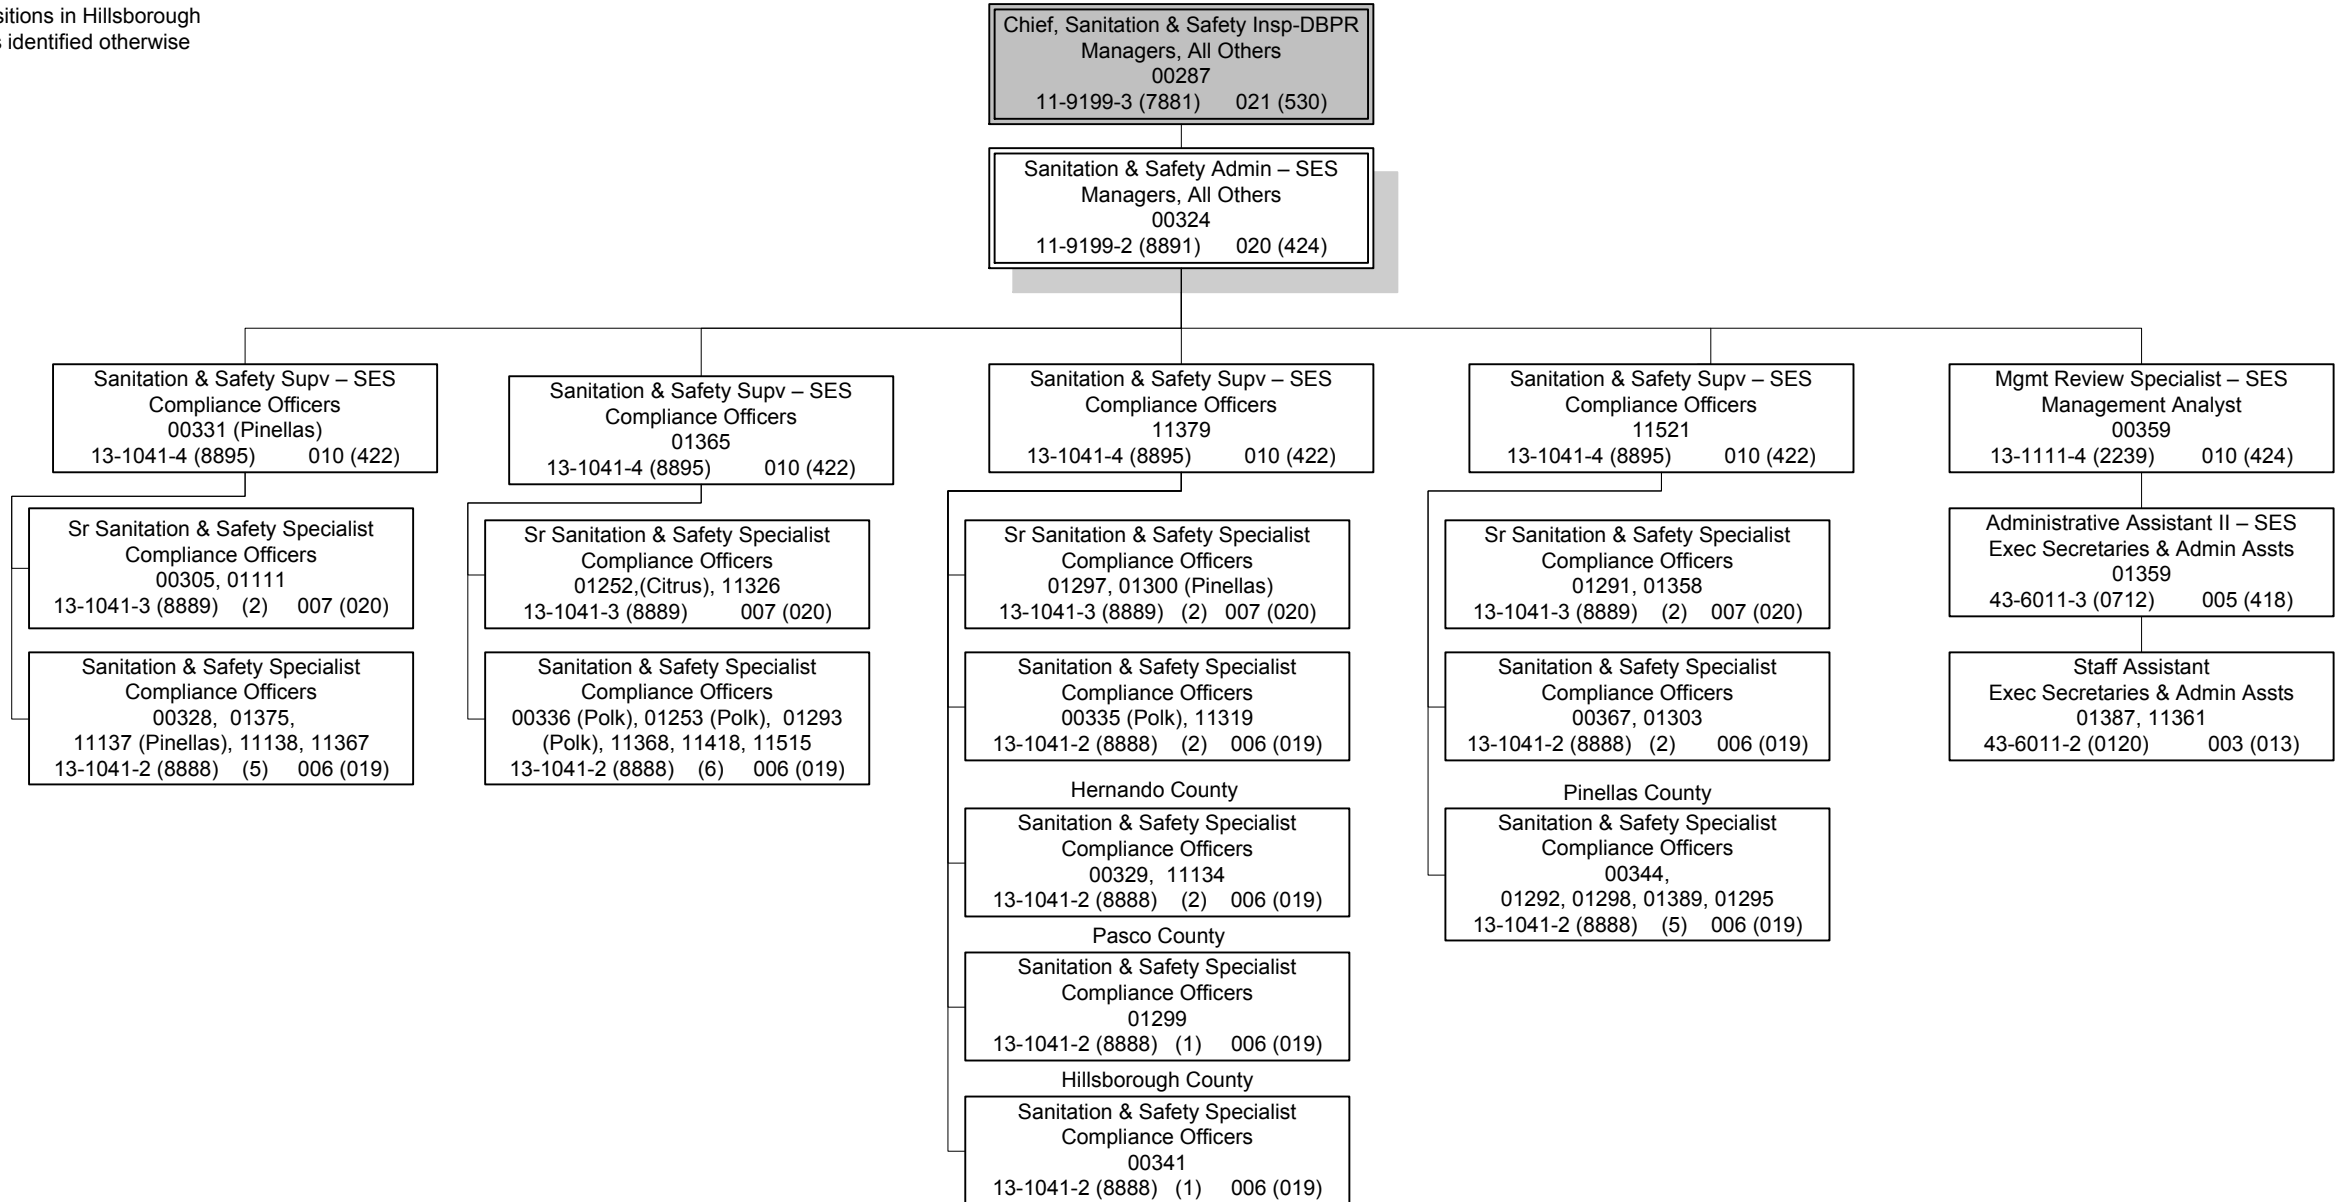 sitions in Hillsborough
s identified otherwise
Chief, Sanitation & Safety Insp-DBPR
Managers, All Others
00287
11-9199-3 (7881) 021 (530)
Sanitation & Safety Admin – SES
Managers, All Others
00324
11-9199-2 (8891) 020 (424)
Sanitation & Safety Supv – SES
Compliance Officers
00331 (Pinellas)
13-1041-4 (8895) 010 (422)
Sr Sanitation & Safety Specialist
Compliance Officers
00305, 01111
13-1041-3 (8889) (2) 007 (020)
Sanitation & Safety Specialist
Compliance Officers
00328, 01375,
11137 (Pinellas), 11138, 11367
13-1041-2 (8888) (5) 006 (019)
Sanitation & Safety Supv – SES
Compliance Officers
01365
13-1041-4 (8895) 010 (422)
Sr Sanitation & Safety Specialist
Compliance Officers
01252,(Citrus), 11326
13-1041-3 (8889) 007 (020)
Sanitation & Safety Specialist
Compliance Officers
00336 (Polk), 01253 (Polk), 01293
(Polk), 11368, 11418, 11515
13-1041-2 (8888) (6) 006 (019)
Sanitation & Safety Supv – SES
Compliance Officers
11379
13-1041-4 (8895) 010 (422)
Sr Sanitation & Safety Specialist
Compliance Officers
01297, 01300 (Pinellas)
13-1041-3 (8889) (2) 007 (020)
Sanitation & Safety Specialist
Compliance Officers
00335 (Polk), 11319
13-1041-2 (8888) (2) 006 (019)
Hernando County
Sanitation & Safety Specialist
Compliance Officers
00329, 11134
13-1041-2 (8888) (2) 006 (019)
Pasco County
Sanitation & Safety Specialist
Compliance Officers
01299
13-1041-2 (8888) (1) 006 (019)
Hillsborough County
Sanitation & Safety Specialist
Compliance Officers
00341
13-1041-2 (8888) (1) 006 (019)
Sanitation & Safety Supv – SES
Compliance Officers
11521
13-1041-4 (8895) 010 (422)
Sr Sanitation & Safety Specialist
Compliance Officers
01291, 01358
13-1041-3 (8889) (2) 007 (020)
Sanitation & Safety Specialist
Compliance Officers
00367, 01303
13-1041-2 (8888) (2) 006 (019)
Pinellas County
Sanitation & Safety Specialist
Compliance Officers
00344,
01292, 01298, 01389, 01295
13-1041-2 (8888) (5) 006 (019)
Mgmt Review Specialist – SES
Management Analyst
00359
13-1111-4 (2239) 010 (424)
Administrative Assistant II – SES
Exec Secretaries & Admin Assts
01359
43-6011-3 (0712) 005 (418)
Staff Assistant
Exec Secretaries & Admin Assts
01387, 11361
43-6011-2 (0120) 003 (013)